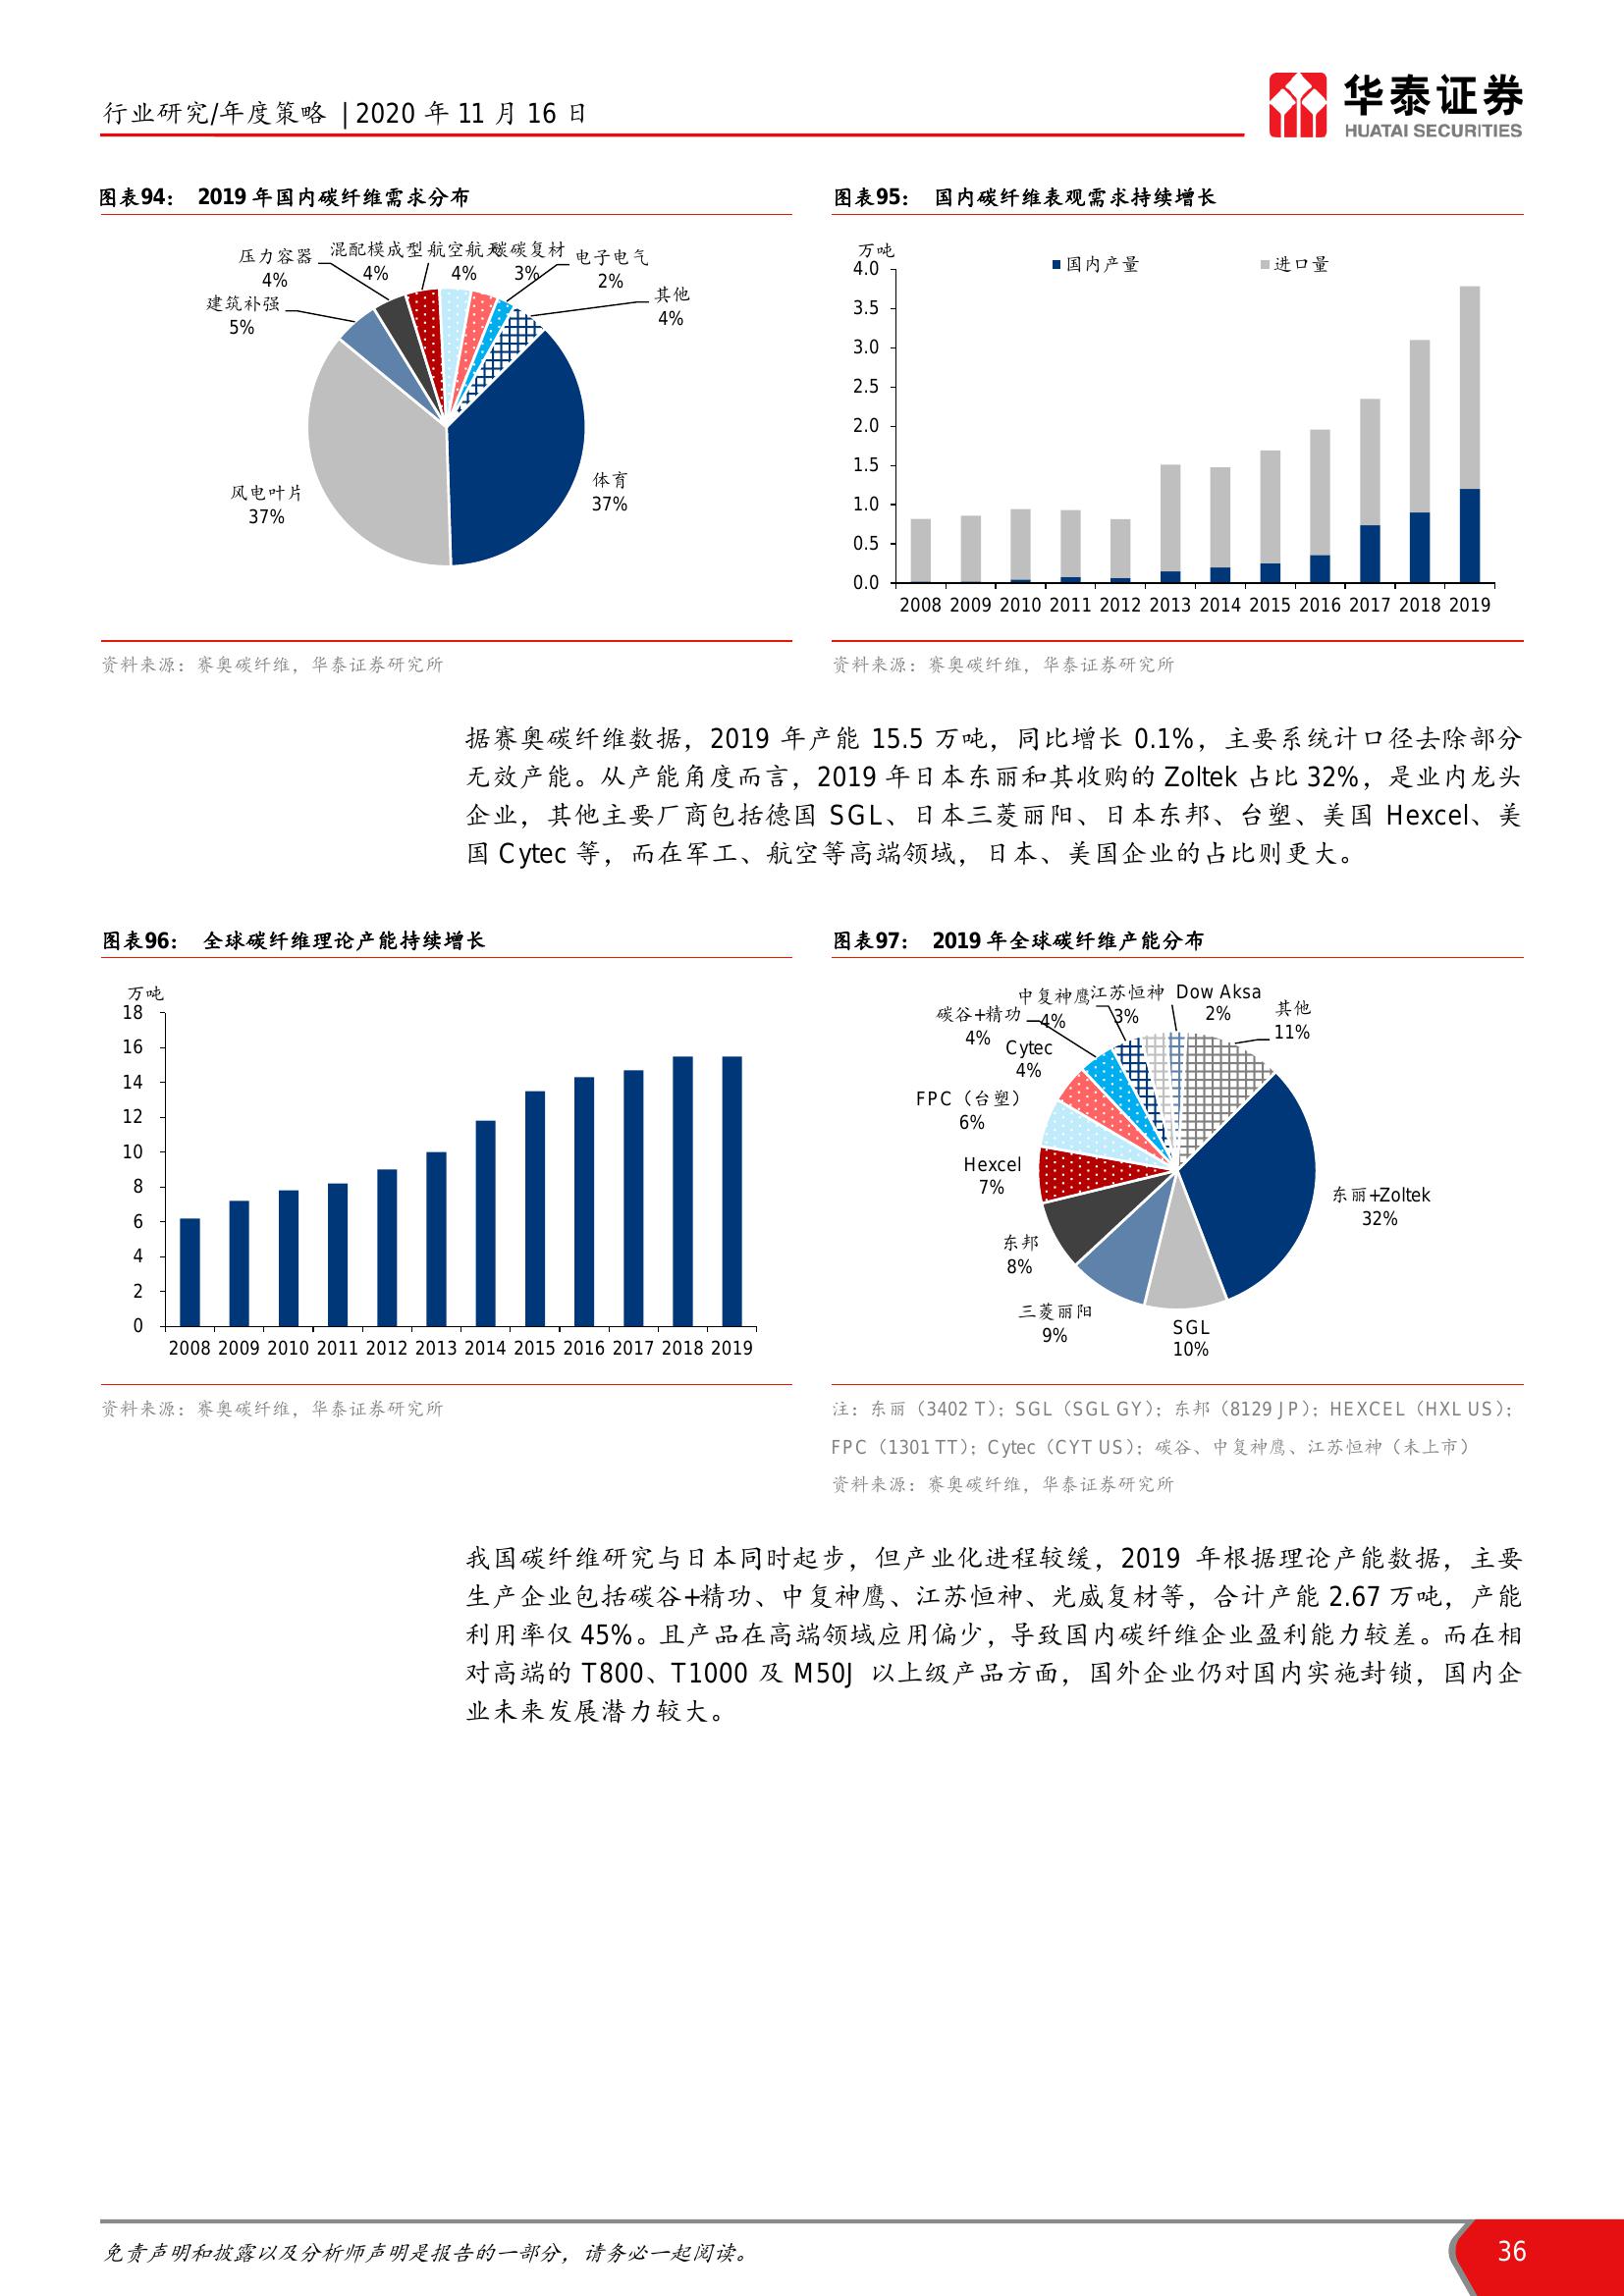 行业研究/年度策略 | 2020 年 11 月 16 日
华泰证券
HUATAI SECURITIES
图表94： 2019 年国内碳纤维需求分布
压力容器
4%
混配模成型
4%
航空航天
4%
碳碳复材
3%
电子电气
2%
其他
4%
建筑补强
5%
风电叶片
37%
体育
37%
资料来源：赛奥碳纤维，华泰证券研究所
图表95： 国内碳纤维表观需求持续增长
万吨
国内产量 进口量
4.0
3.5
3.0
2.5
2.0
1.5
1.0
0.5
0.0
2008 2009 2010 2011 2012 2013 2014 2015 2016 2017 2018 2019
资料来源：赛奥碳纤维，华泰证券研究所
据赛奥碳纤维数据，2019 年产能 15.5 万吨，同比增长 0.1%，主要系统计口径去除部分
无效产能。从产能角度而言，2019 年日本东丽和其收购的 Zoltek 占比 32%，是业内龙头
企业，其他主要厂商包括德国 SGL、日本三菱丽阳、日本东邦、台塑、美国 Hexcel、美
国 Cytec 等，而在军工、航空等高端领域，日本、美国企业的占比则更大。
图表96： 全球碳纤维理论产能持续增长
万吨
18
16
14
12
10
8
6
4
2
0
2008 2009 2010 2011 2012 2013 2014 2015 2016 2017 2018 2019
资料来源：赛奥碳纤维，华泰证券研究所
图表97： 2019 年全球碳纤维产能分布
中复神鹰
4%
江苏恒神
3%
Dow Aksa
2%
其他
11%
碳谷+精功
4%
Cytec
4%
FPC（台塑）
6%
Hexcel
7%
东邦
8%
三菱丽阳
9%
SGL
10%
东丽+Zoltek
32%
注：东丽（3402 T）；SGL（SGL GY）；东邦（8129 JP）；HEXCEL（HXL US）；
FPC（1301 TT）；Cytec（CYT US）；碳谷、中复神鹰、江苏恒神（未上市）
资料来源：赛奥碳纤维，华泰证券研究所
我国碳纤维研究与日本同时起步，但产业化进程较缓，2019 年根据理论产能数据，主要
生产企业包括碳谷+精功、中复神鹰、江苏恒神、光威复材等，合计产能 2.67 万吨，产能
利用率仅 45%。且产品在高端领域应用偏少，导致国内碳纤维企业盈利能力较差。而在相
对高端的 T800、T1000 及 M50J 以上级产品方面，国外企业仍对国内实施封锁，国内企
业未来发展潜力较大。
免责声明和披露以及分析师声明是报告的一部分，请务必一起阅读。
36